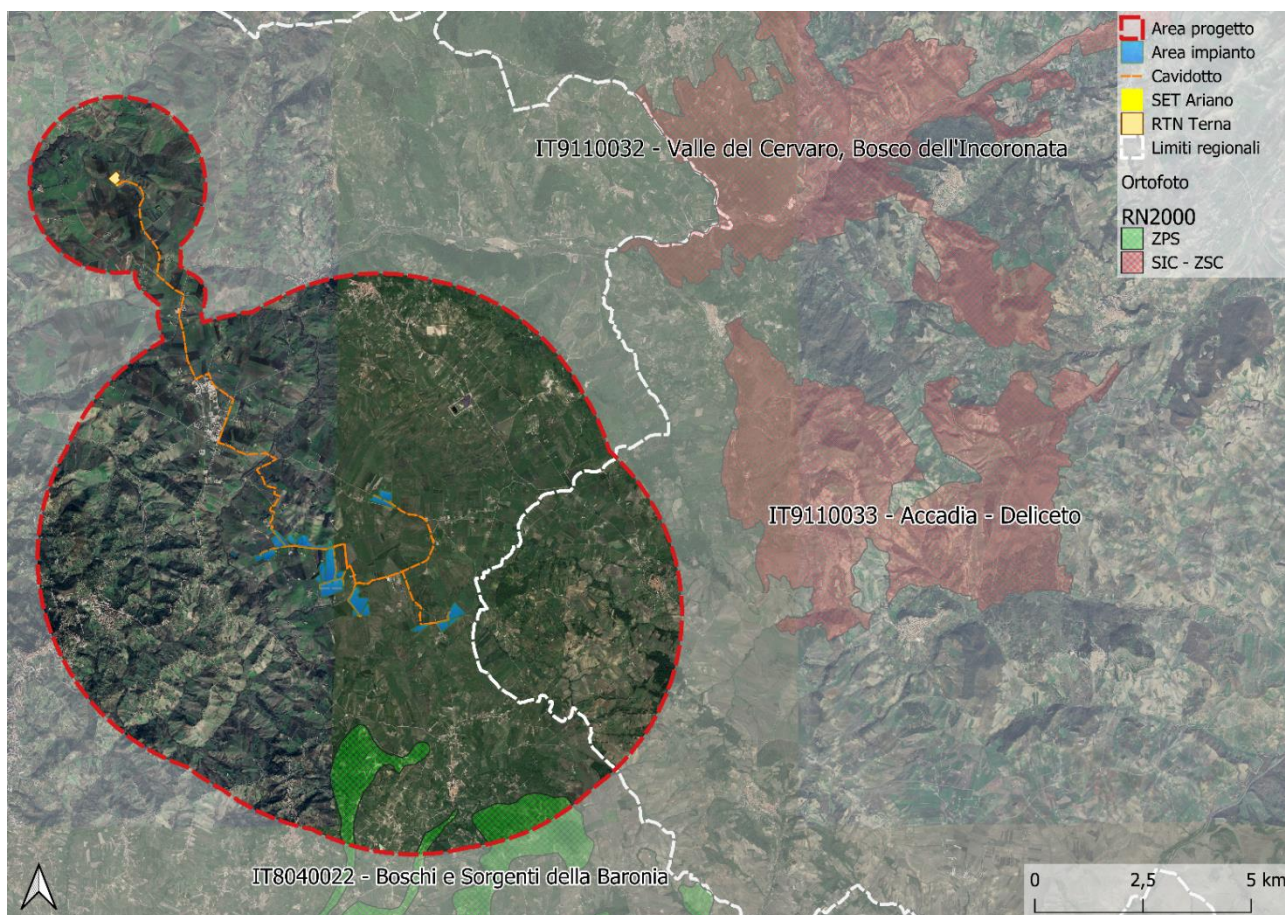 Area progetto
Area impianto
Cavidotto
SET Ariano
RTN Terna
Limiti regionali
Ortofoto
RN2000
ZPS
SIC - ZSC
IT9110032 - Valle del Cervaro, Bosco dell'Incoronata
IT9110033 - Accadia - Deliceto
IT8040022 - Boschi e Sorgenti della Baronia
0 2,5 5 km